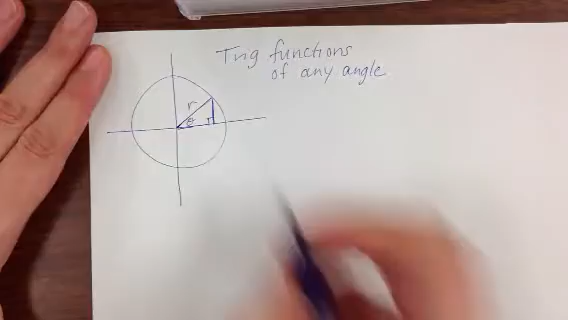 Trig functions
of any angle
r
θ